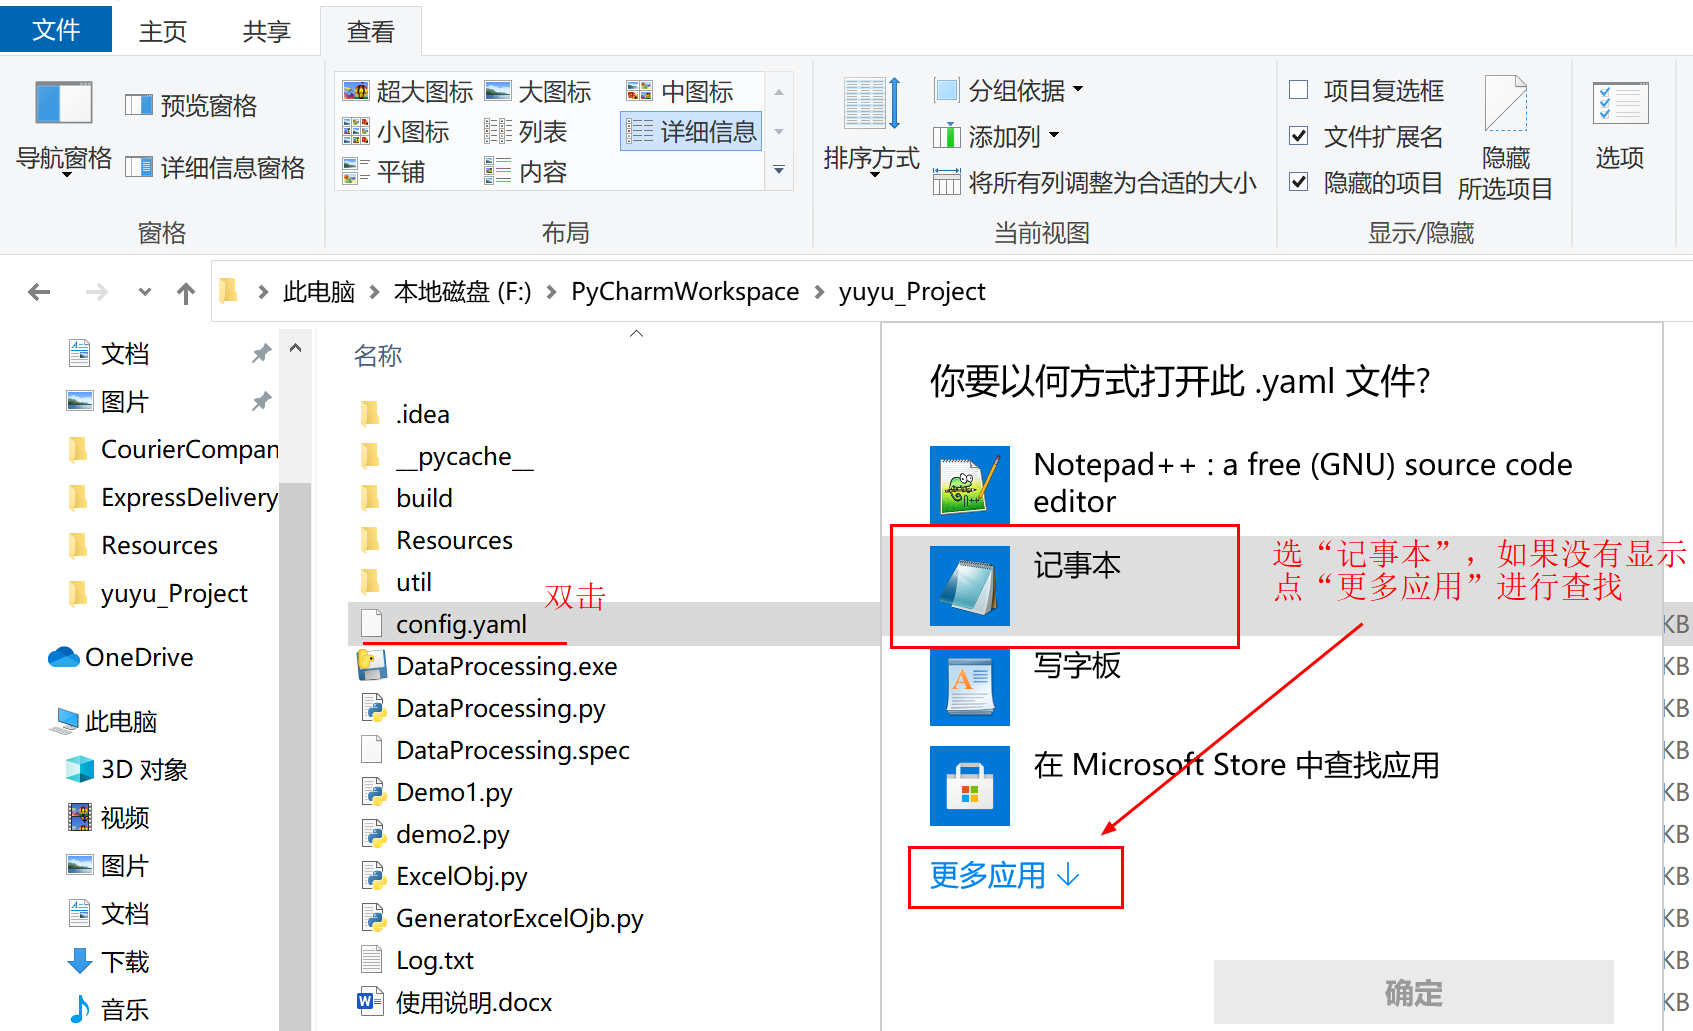 文件 主页 共享 查看
导航窗格
预览窗格
详细信息窗格
窗格
超大图标 大图标 中图标
小图标 列表 详细信息
平铺 内容
布局
排序方式
分组依据
添加列
将所有列调整为合适的大小
当前视图
项目复选框
文件扩展名
隐藏的项目
隐藏
所选项目
显示/隐藏
选项
此电脑 本地磁盘 (F:) PyCharmWorkspace yuyu_Project
文档
图片
CourierCompan
ExpressDelivery
Resources
yuyu_Project
OneDrive
此电脑
3D 对象
视频
图片
文档
下载
音乐
名称
.idea
__pycache__
build
Resources
util
双击
config.yaml
DataProcessing.exe
DataProcessing.py
DataProcessing.spec
Demo1.py
demo2.py
ExcelObj.py
GeneratorExcelOjb.py
Log.txt
使用说明.docx
你要以何方式打开此 .yaml 文件?
Notepad++ : a free (GNU) source code
editor
记事本
选“记事本”，如果没有显示
点“更多应用”进行查找
写字板
在 Microsoft Store 中查找应用
更多应用 ↓
确定
KB
KB
KB
KB
KB
KB
KB
KB
KB
KB